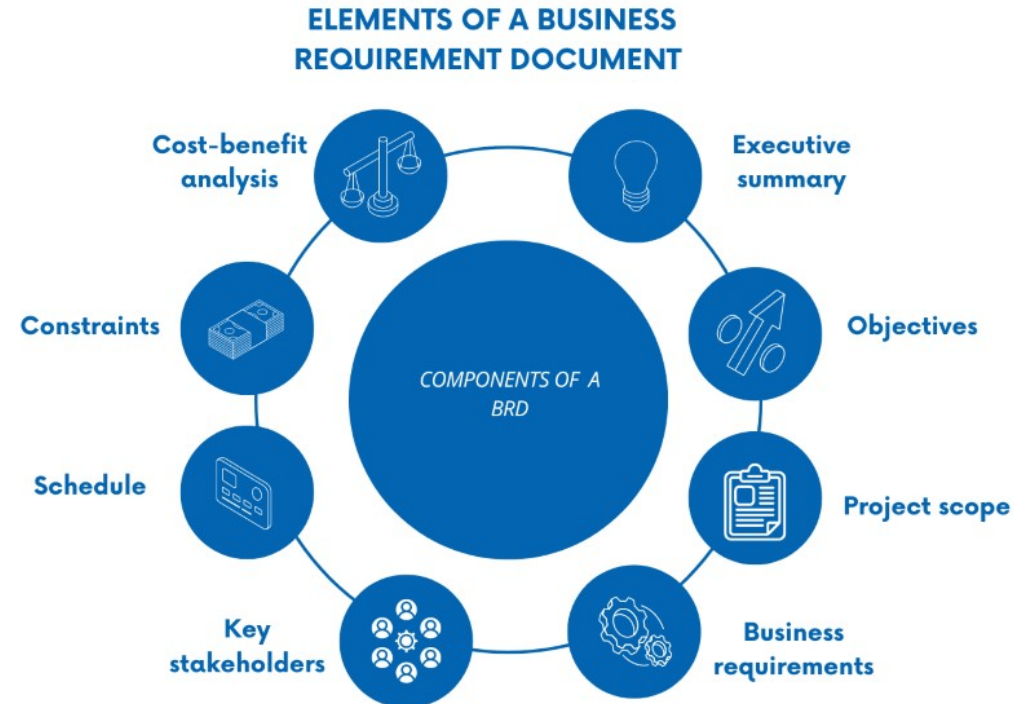 ELEMENTS OF A BUSINESS
REQUIREMENT DOCUMENT
Cost-benefit
analysis
Executive
summary
Constraints
Objectives
COMPONENTS OF A
BRD
Schedule
Project scope
Key
stakeholders
Business
requirements